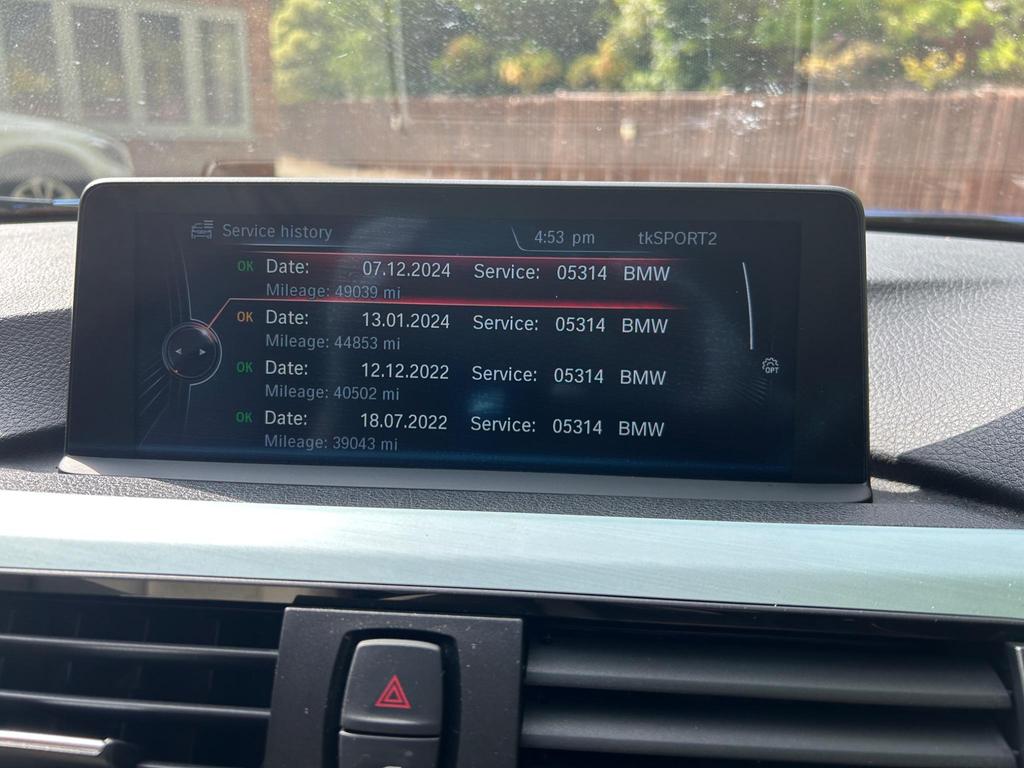 Service history 4:53 pm tkSPORT2
OK Date: 07.12.2024 Service: 05314 BMW
Mileage: 49039 mi
OK Date: 13.01.2024 Service: 05314 BMW
Mileage: 44853 mi
OK Date: 12.12.2022 Service: 05314 BMW
Mileage: 40502 mi
OK Date: 18.07.2022 Service: 05314 BMW
Mileage: 39043 mi
OPT